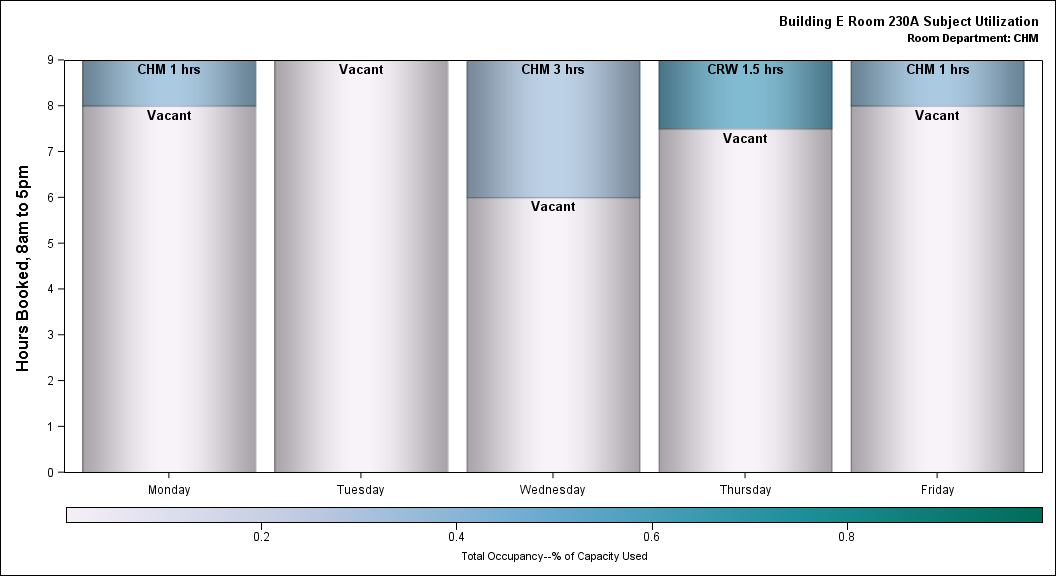 Building E Room 230A Subject Utilization
Room Department: CHM
Hours Booked, 8am to 5pm
9
8
7
6
5
4
3
2
1
0
CHM 1 hrs
Vacant
Vacant
CHM 3 hrs
Vacant
CRW 1.5 hrs
Vacant
CHM 1 hrs
Vacant
Monday
Tuesday
Wednesday
Thursday
Friday
0.2
0.4
0.6
0.8
Total Occupancy--% of Capacity Used